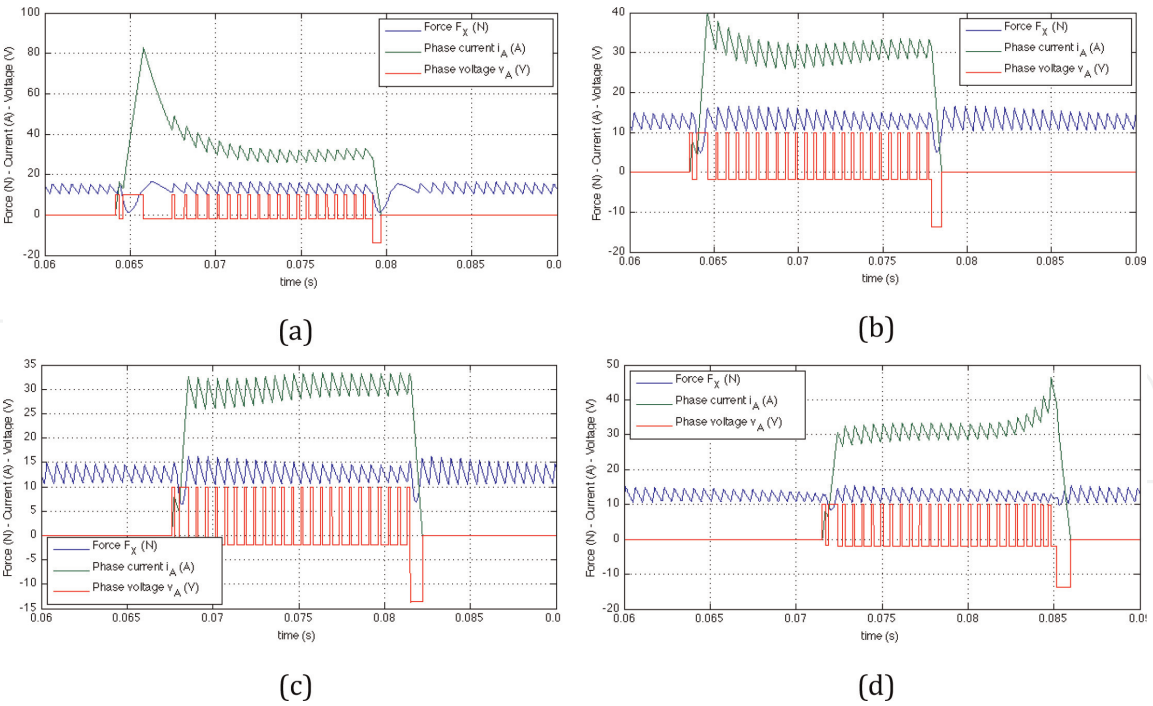 100
80
60
40
20
0
-20
Force (N) - Current (A) - Voltage (V)
Force F_X (N)
Phase current i_A (A)
Phase voltage v_A (V)
0.06
0.065
0.07
0.075
0.08
0.085
0.0
time (s)
(a)
40
30
20
10
0
-10
-20
Force (N) - Current (A) - Voltage (V)
Force F_X (N)
Phase current i_A (A)
Phase voltage v_A (V)
0.06
0.065
0.07
0.075
0.08
0.085
0.09
time (s)
(b)
35
30
25
20
15
10
5
0
-5
-10
-15
Force (N) - Current (A) - Voltage (V)
Force F_X (N)
Phase current i_A (A)
Phase voltage v_A (V)
0.06
0.065
0.07
0.075
0.08
0.085
0.0
time (s)
(c)
50
40
30
20
10
0
-10
-20
Force (N) - Current (A) - Voltage (V)
Force F_X (N)
Phase current i_A (A)
Phase voltage v_A (V)
0.06
0.065
0.07
0.075
0.08
0.085
0.09
time (s)
(d)